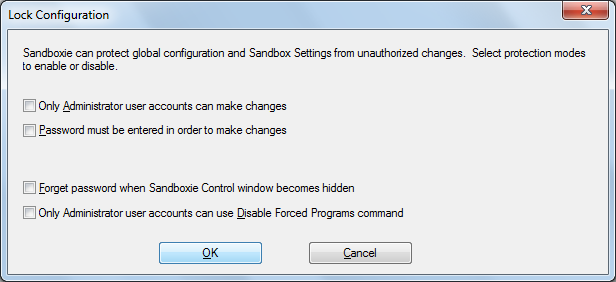 Lock Configuration
Sandboxie can protect global configuration and Sandbox Settings from unauthorized changes.  Select protection modes
to enable or disable.
Only Administrator user accounts can make changes
Password must be entered in order to make changes
Forget password when Sandboxie Control window becomes hidden
Only Administrator user accounts can use Disable Forced Programs command
OK Cancel